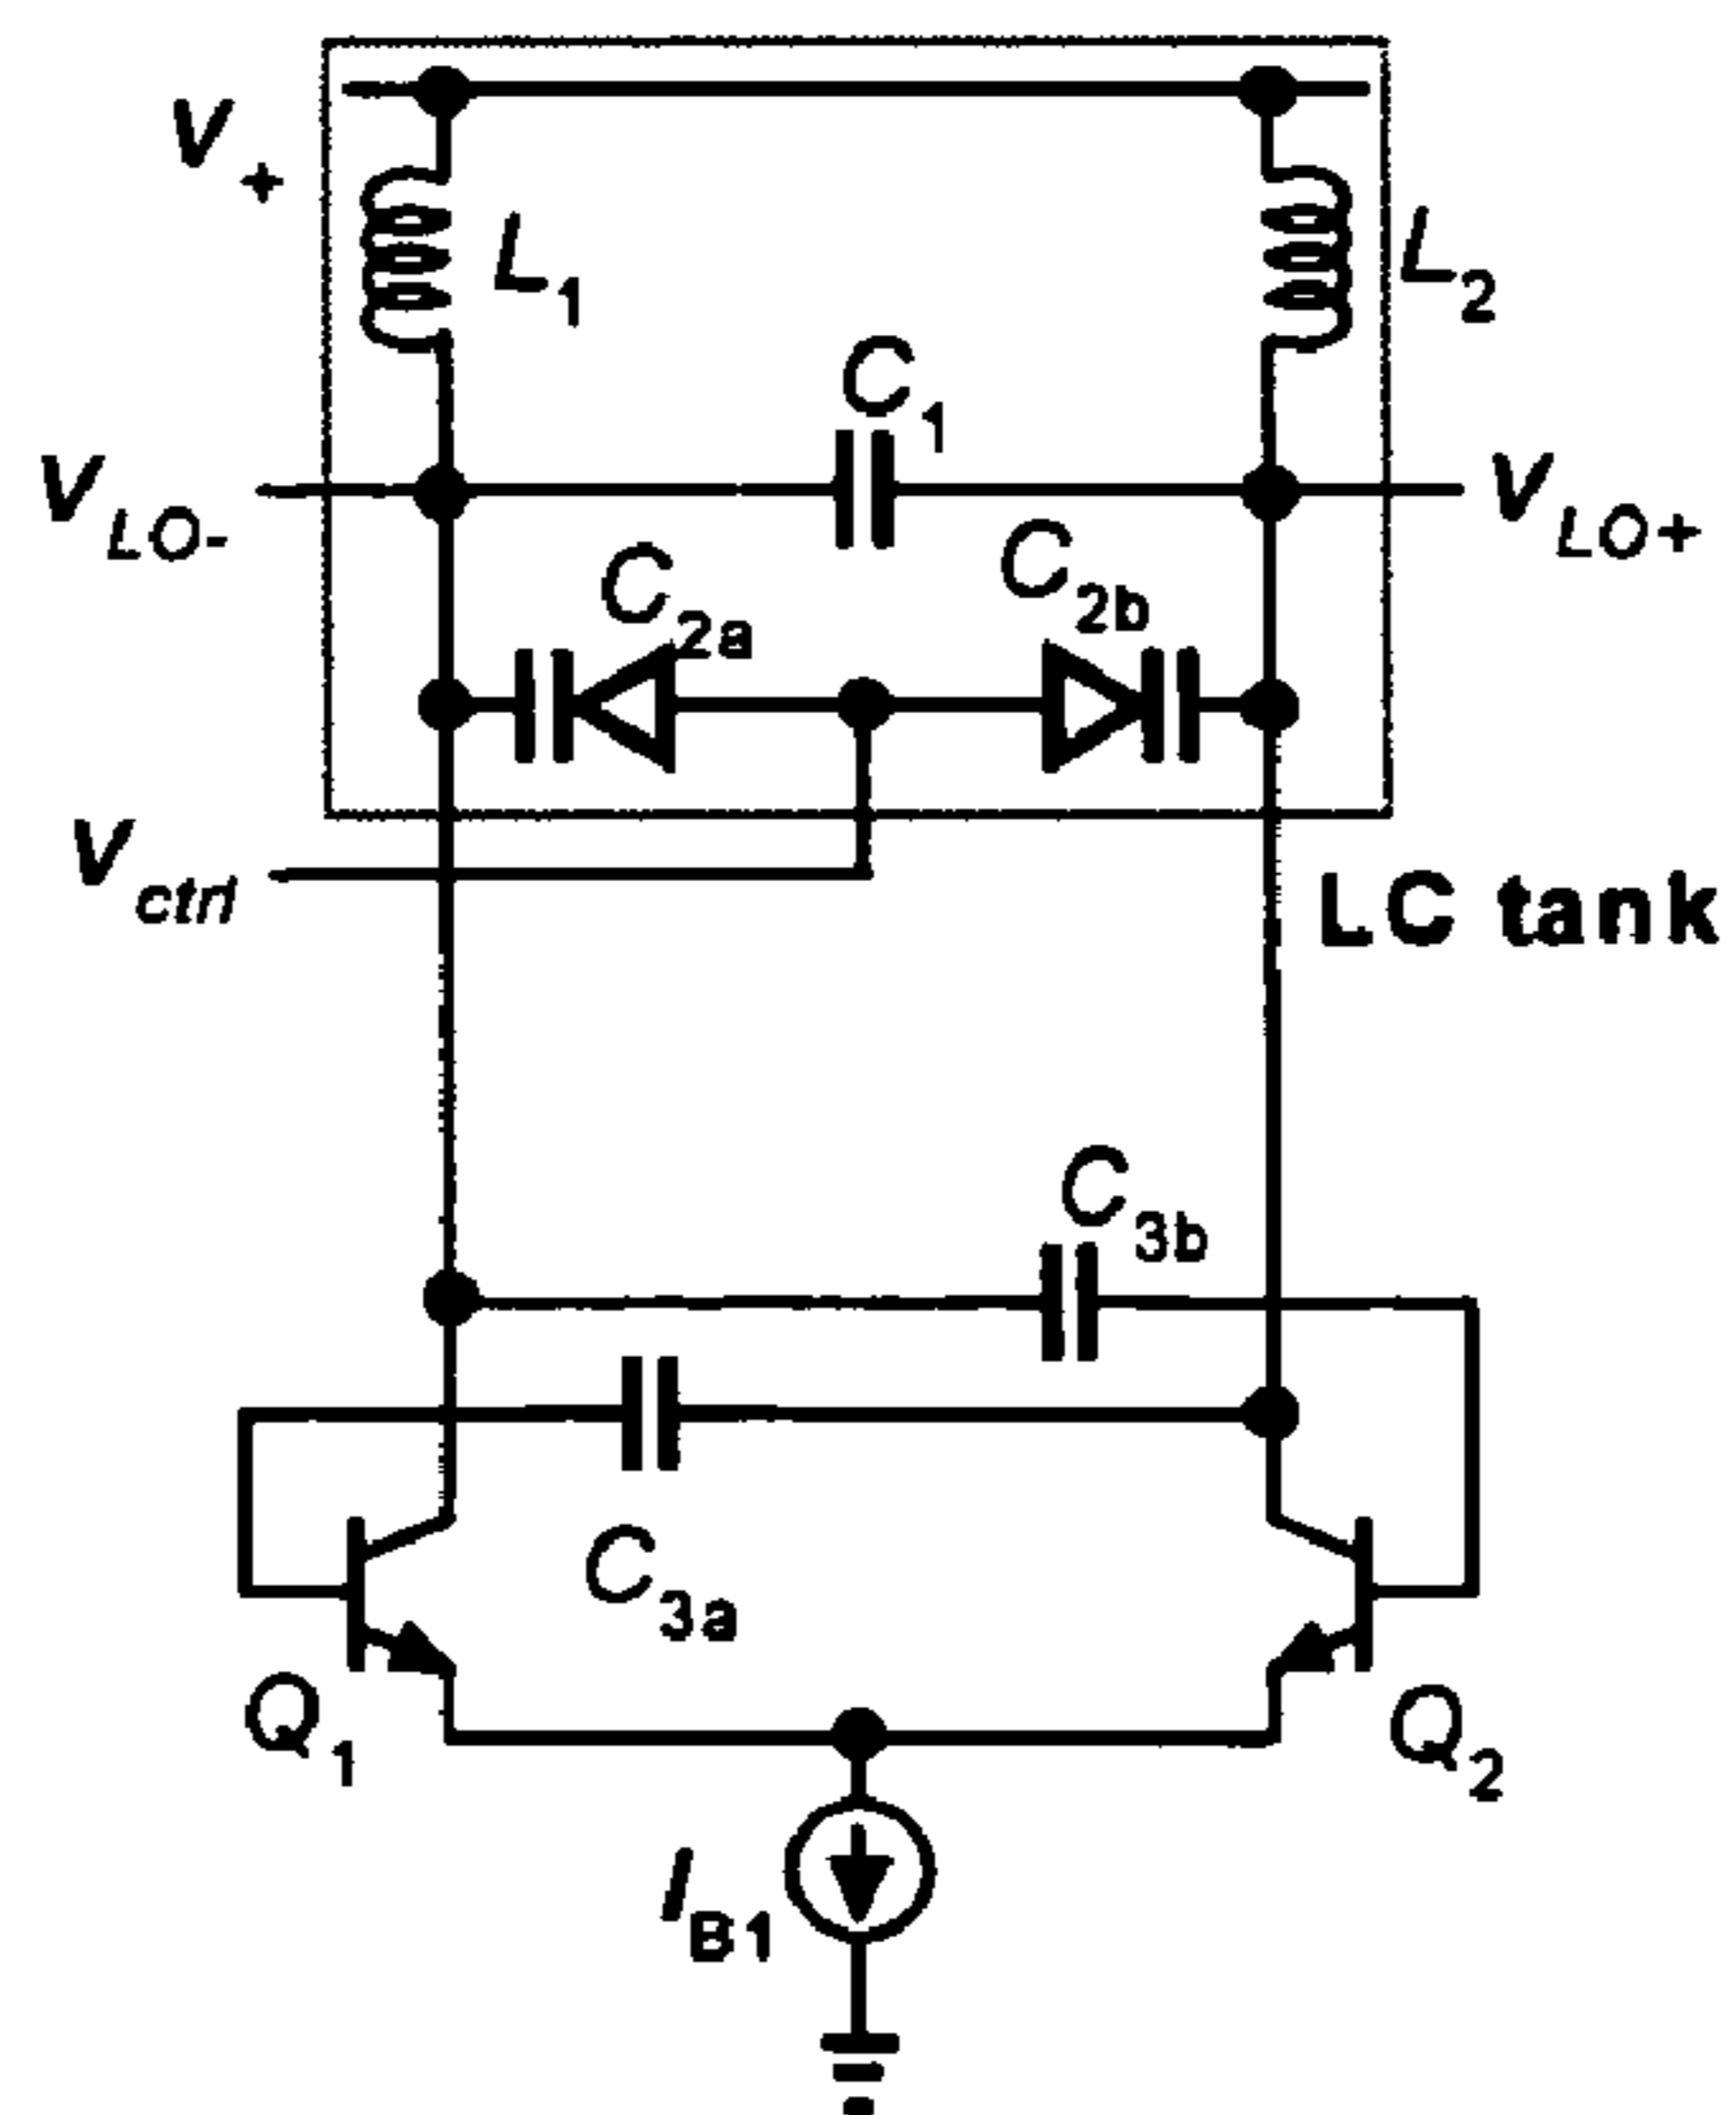 V+
L1
L2
C1
VLO-
VLO+
C2a
C2b
Vctrl
LC tank
C3b
C3a
Q1
Q2
IB1